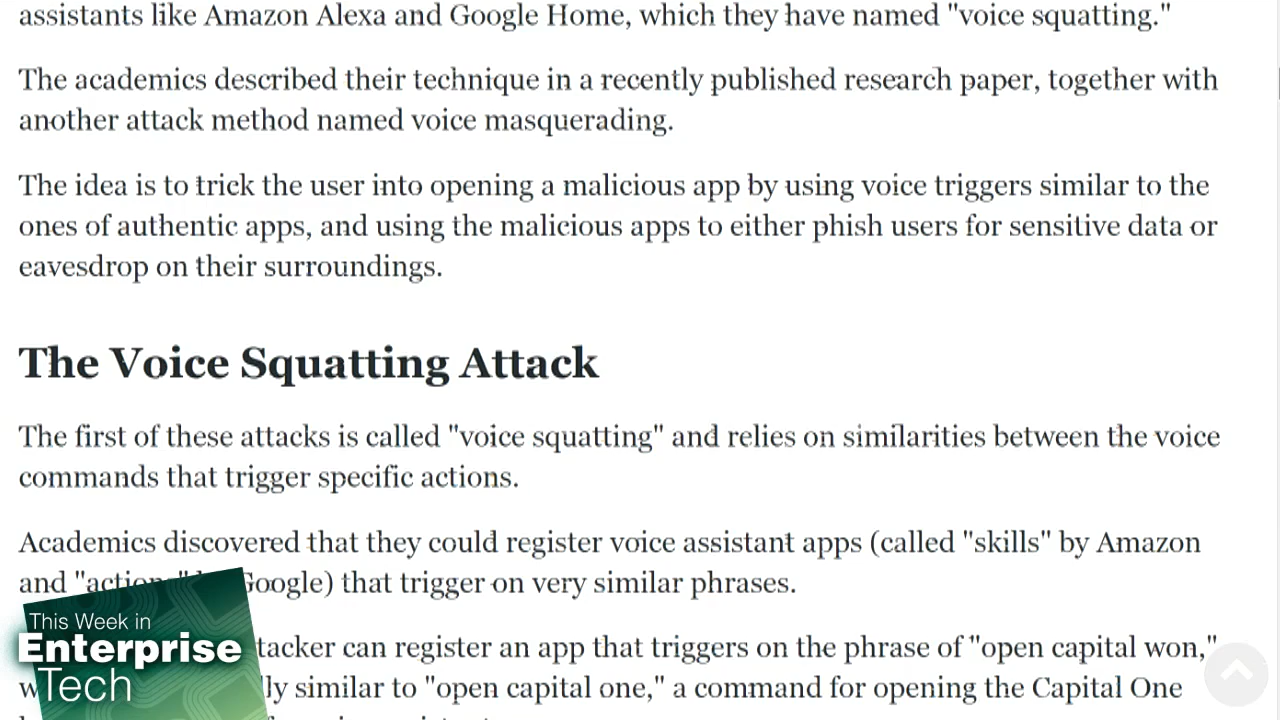 assistants like Amazon Alexa and Google Home, which they have named "voice squatting."
The academics described their technique in a recently published research paper, together with
another attack method named voice masquerading.
The idea is to trick the user into opening a malicious app by using voice triggers similar to the
ones of authentic apps, and using the malicious apps to either phish users for sensitive data or
eavesdrop on their surroundings.
The Voice Squatting Attack
The first of these attacks is called "voice squatting" and relies on similarities between the voice
commands that trigger specific actions.
Academics discovered that they could register voice assistant apps (called "skills" by Amazon
and "actions" Google) that trigger on very similar phrases.
tacker can register an app that triggers on the phrase of "open capital won,"
ly similar to "open capital one," a command for opening the Capital One
This Week in
Enterprise
Tech